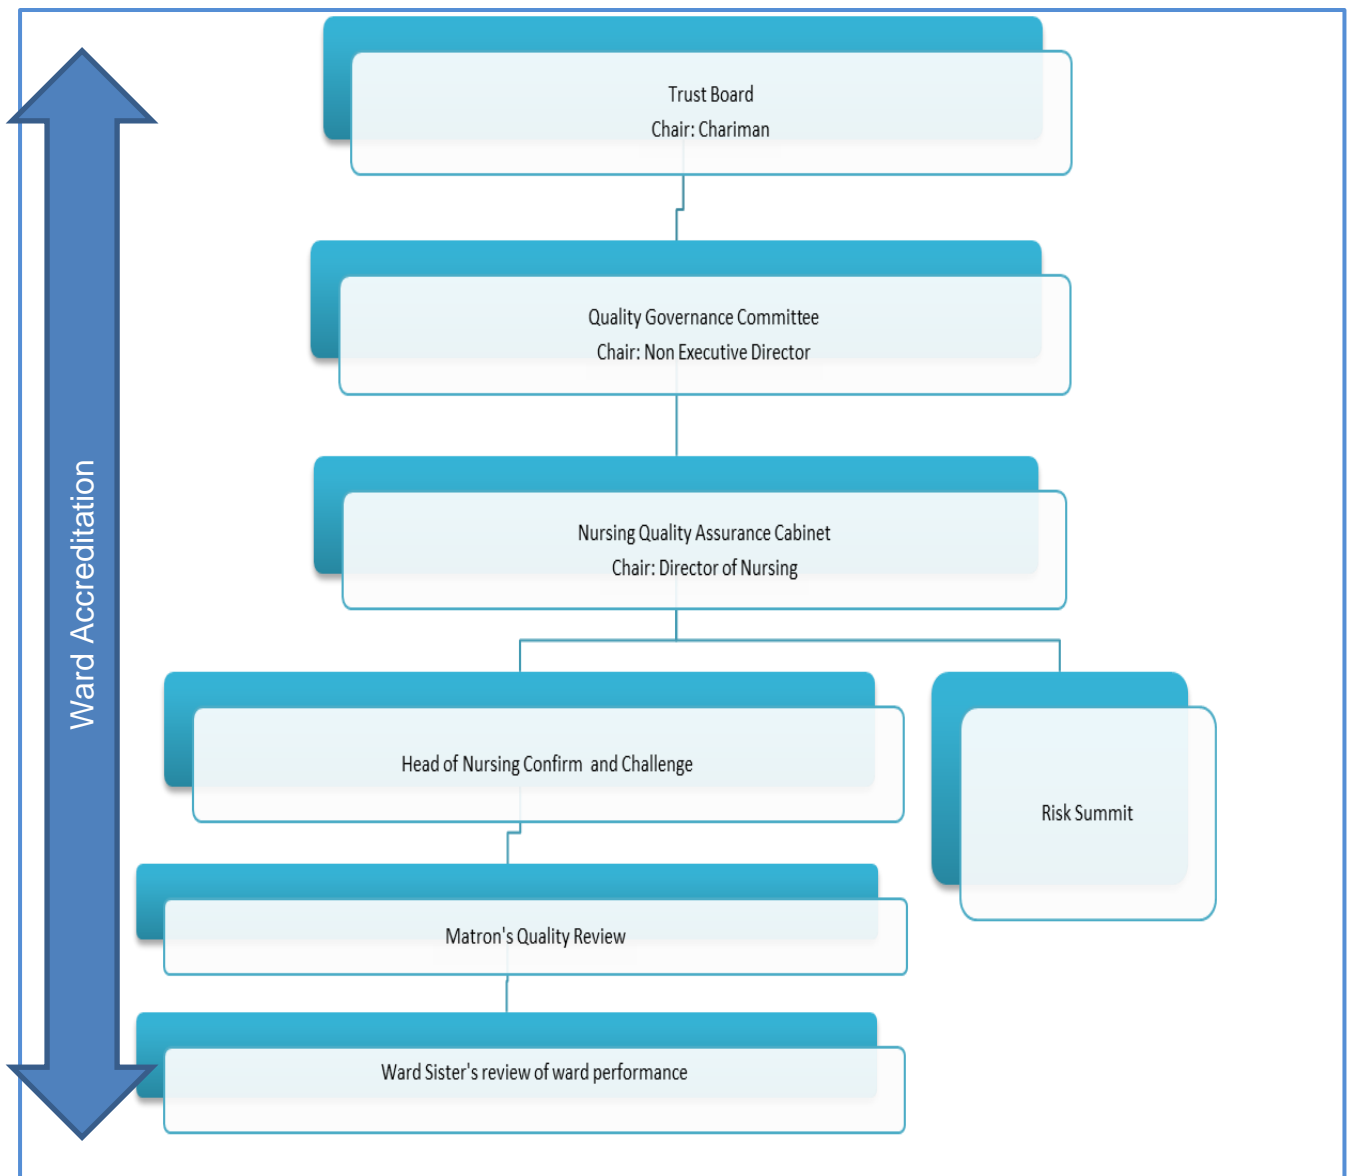 Trust Board
Chair: Chariman
Quality Governance Committee
Chair: Non Executive Director
Nursing Quality Assurance Cabinet
Chair: Director of Nursing
Head of Nursing Confirm  and Challenge
Risk Summit
Matron's Quality Review
Ward Sister's review of ward performance
Ward Accreditation